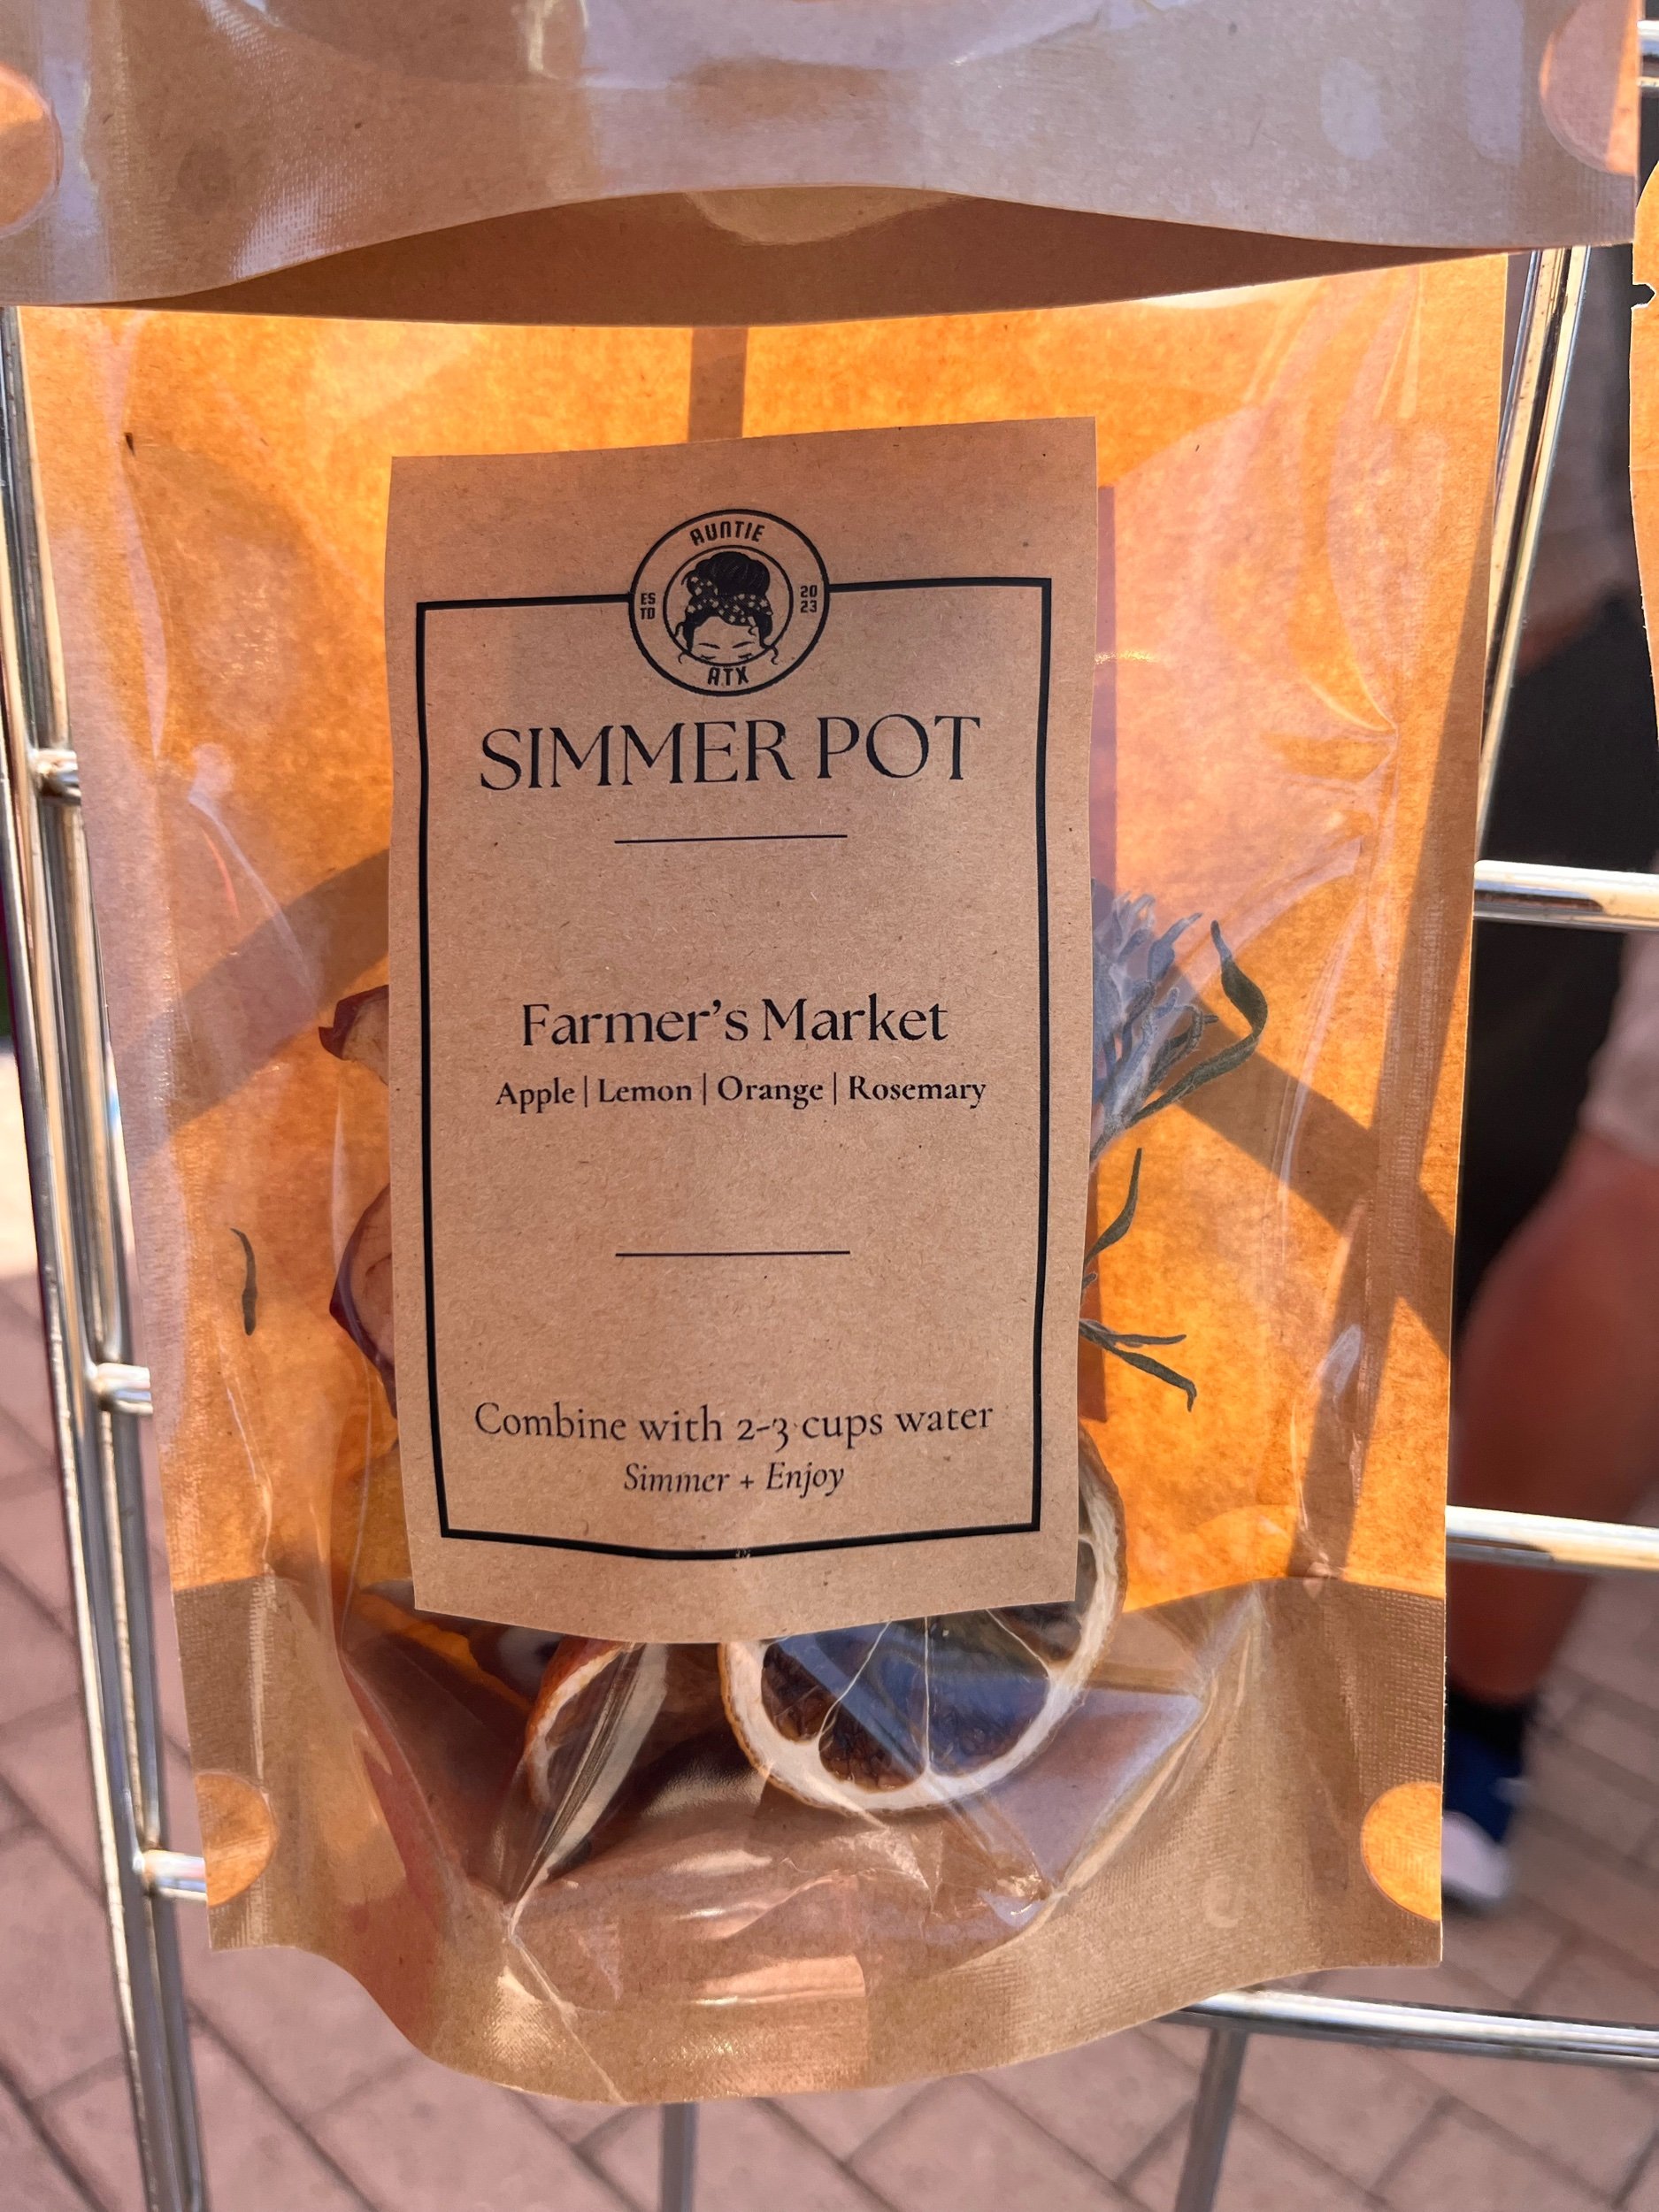 AUNTIE
ESTD 2023
ATX
SIMMER POT
Farmer's Market
Apple | Lemon | Orange | Rosemary
Combine with 2-3 cups water
Simmer + Enjoy